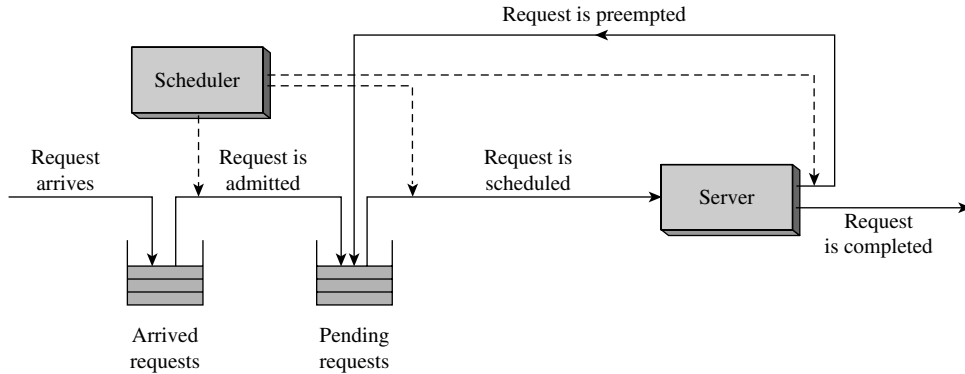 Request is preempted
Scheduler
Request
arrives
Request is
admitted
Request is
scheduled
Server
Request
is completed
Arrived
requests
Pending
requests